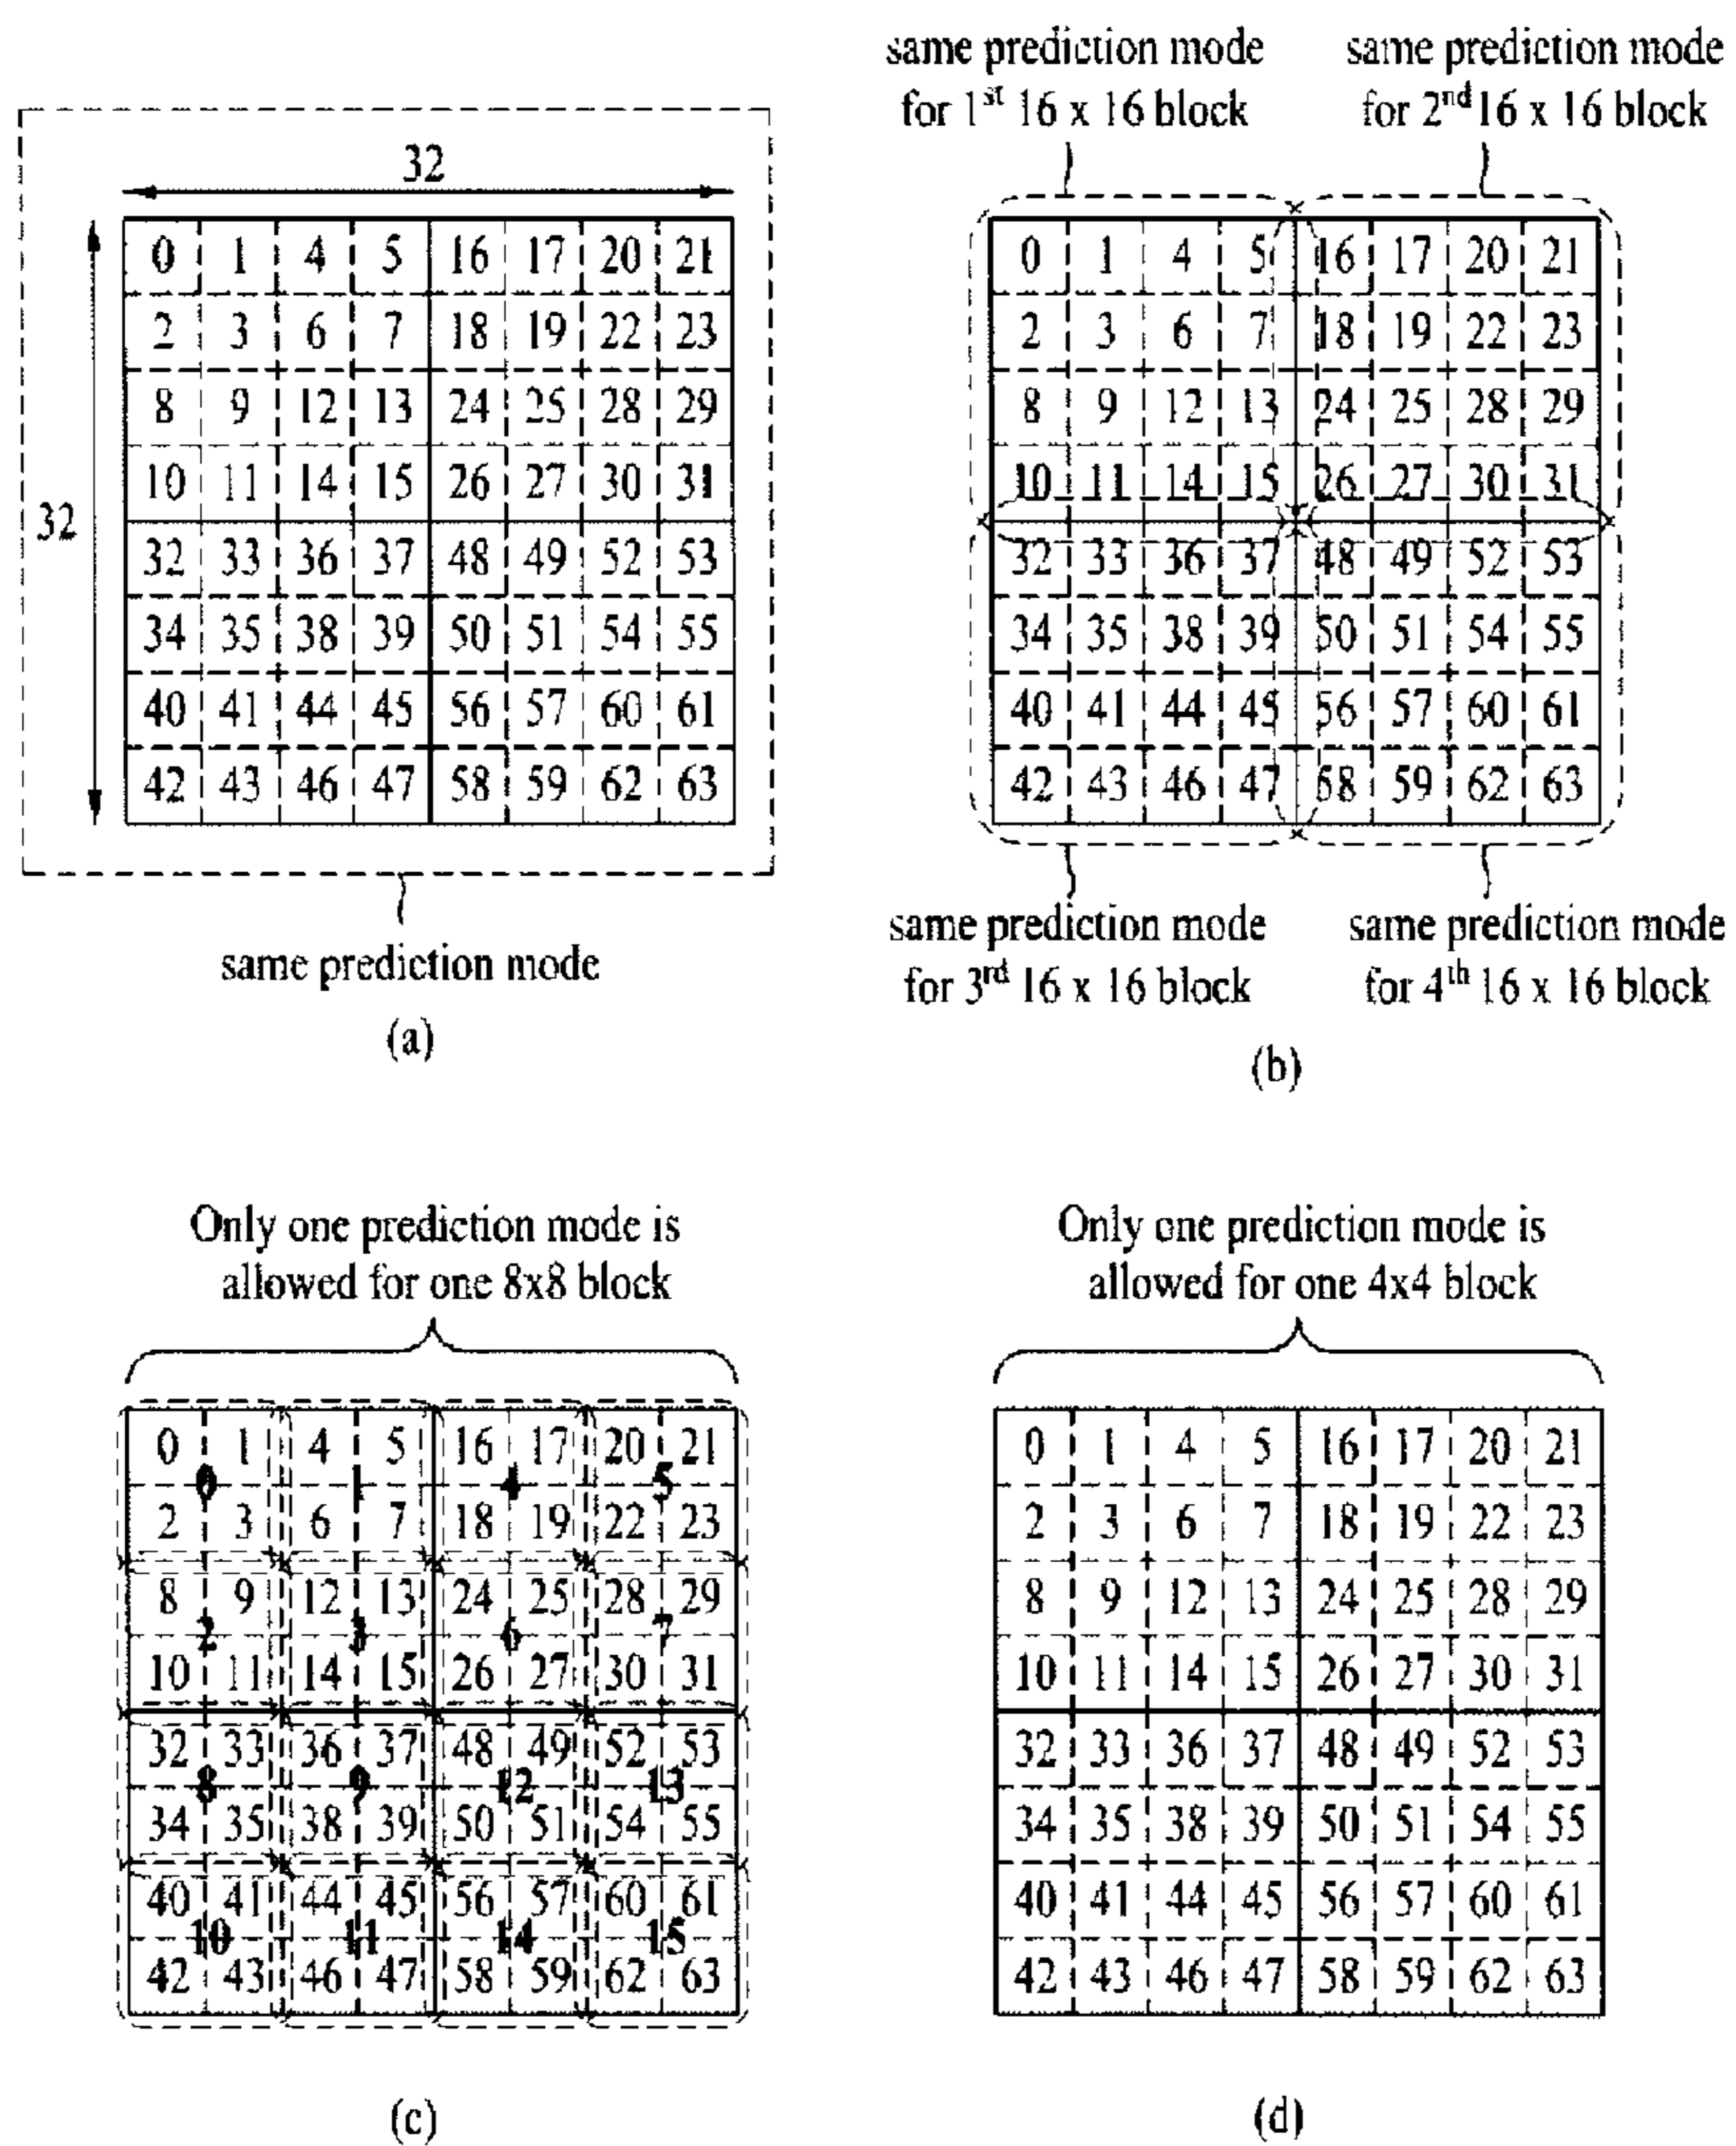 same prediction mode
for 1st 16 x 16 block
same prediction mode
for 2nd 16 x 16 block
32
32
0 1 4 5 16 17 20 21
2 3 6 7 18 19 22 23
8 9 12 13 24 25 28 29
10 11 14 15 26 27 30 31
32 33 36 37 48 49 52 53
34 35 38 39 50 51 54 55
40 41 44 45 56 57 60 61
42 43 46 47 58 59 62 63
same prediction mode
(a)
0 1 4 5 16 17 20 21
2 3 6 7 18 19 22 23
8 9 12 13 24 25 28 29
10 11 14 15 26 27 30 31
32 33 36 37 48 49 52 53
34 35 38 39 50 51 54 55
40 41 44 45 56 57 60 61
42 43 46 47 58 59 62 63
same prediction mode
for 3rd 16 x 16 block
same prediction mode
for 4th 16 x 16 block
(b)
Only one prediction mode is
allowed for one 8x8 block
0 1 4 5 16 17 20 21
0 1 4 5
2 3 6 7 18 19 22 23
8 9 12 13 24 25 28 29
2 3 6 7
10 11 14 15 26 27 30 31
32 33 36 37 48 49 52 53
8 9 12 13
34 35 38 39 50 51 54 55
40 41 44 45 56 57 60 61
10 11 14 15
42 43 46 47 58 59 62 63
(c)
Only one prediction mode is
allowed for one 4x4 block
0 1 4 5 16 17 20 21
2 3 6 7 18 19 22 23
8 9 12 13 24 25 28 29
10 11 14 15 26 27 30 31
32 33 36 37 48 49 52 53
34 35 38 39 50 51 54 55
40 41 44 45 56 57 60 61
42 43 46 47 58 59 62 63
(d)